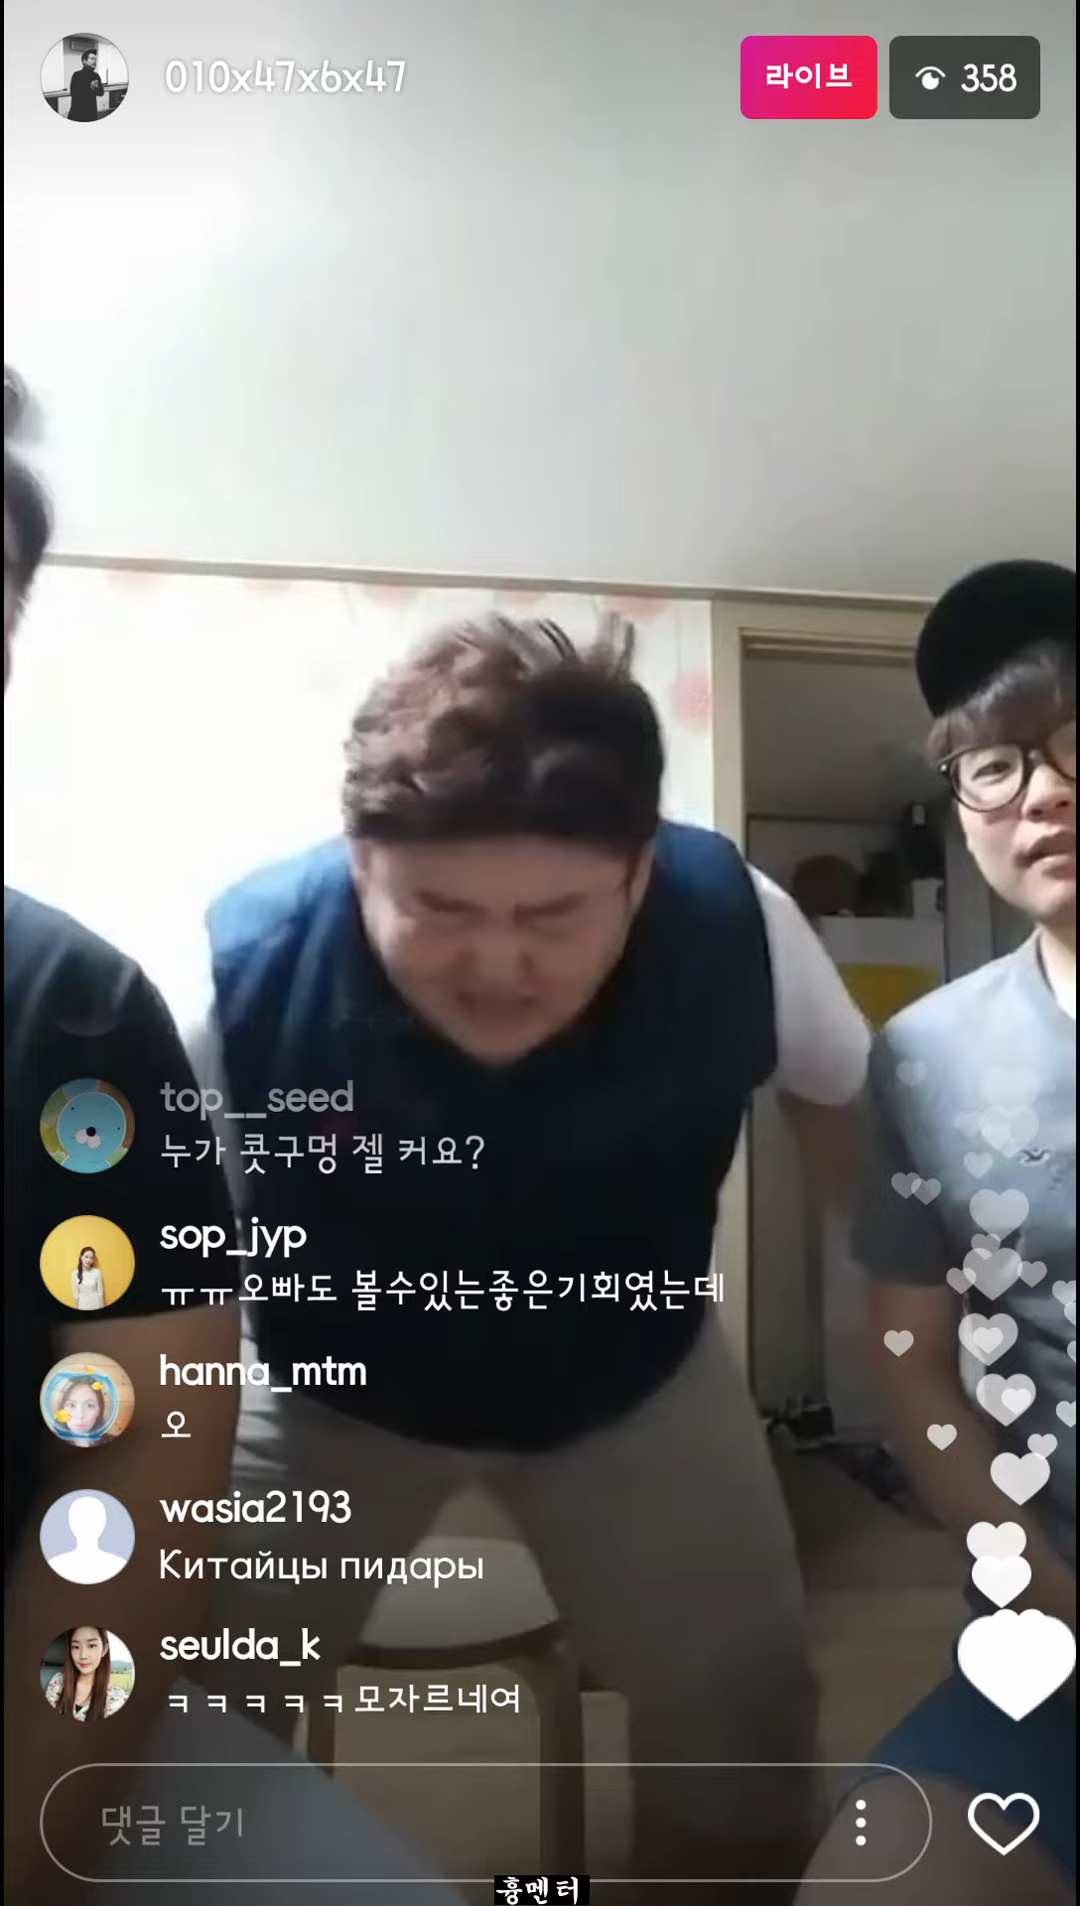 010x47x6x47
라이브
358
top__seed
누가 콧구멍 젤 커요?
sop_jyp
ㅠㅠ오빠도 볼수있는좋은기회였는데
hanna_mtm
오
wasia2193
Китайцы пидары
seulda_k
ㅋㅋㅋㅋㅋ모자르네여
댓글 달기
흥멘터